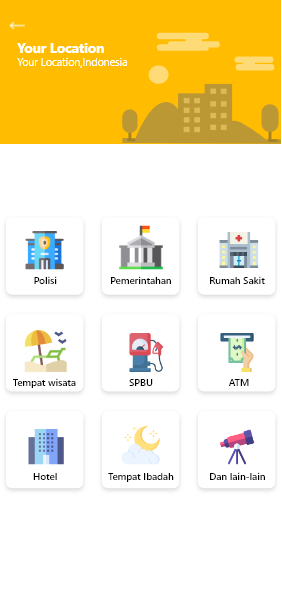 Your Location
Your Location,Indonesia
Polisi
Pemerintahan
Rumah Sakit
Tempat wisata
SPBU
ATM
Hotel
Tempat Ibadah
Dan lain-lain